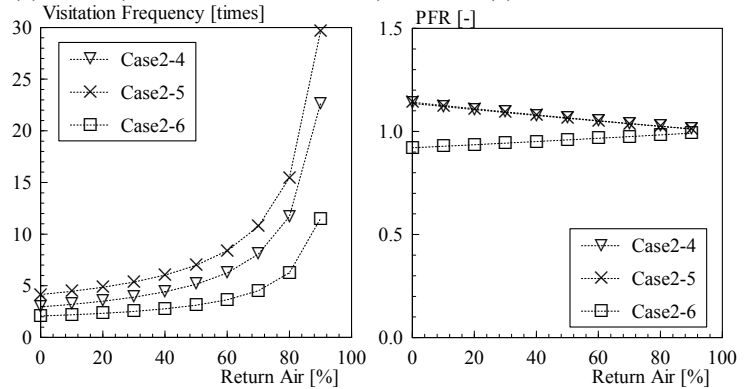 Visitation Frequency [times]
30
25
20
15
10
5
0
Case2-4
Case2-5
Case2-6
0 20 40 60 80 100
Return Air [%]
PFR [-]
1.5
1.0
0.5
0.0
Case2-4
Case2-5
Case2-6
0 20 40 60 80 100
Return Air [%]